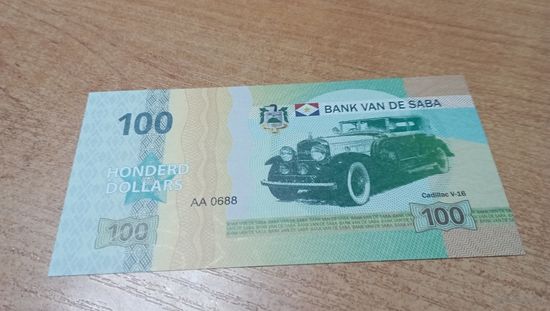 BANK VAN DE SABA
100
HONDERD
DOLLARS
AA 0688
Cadillac V-16
100
100